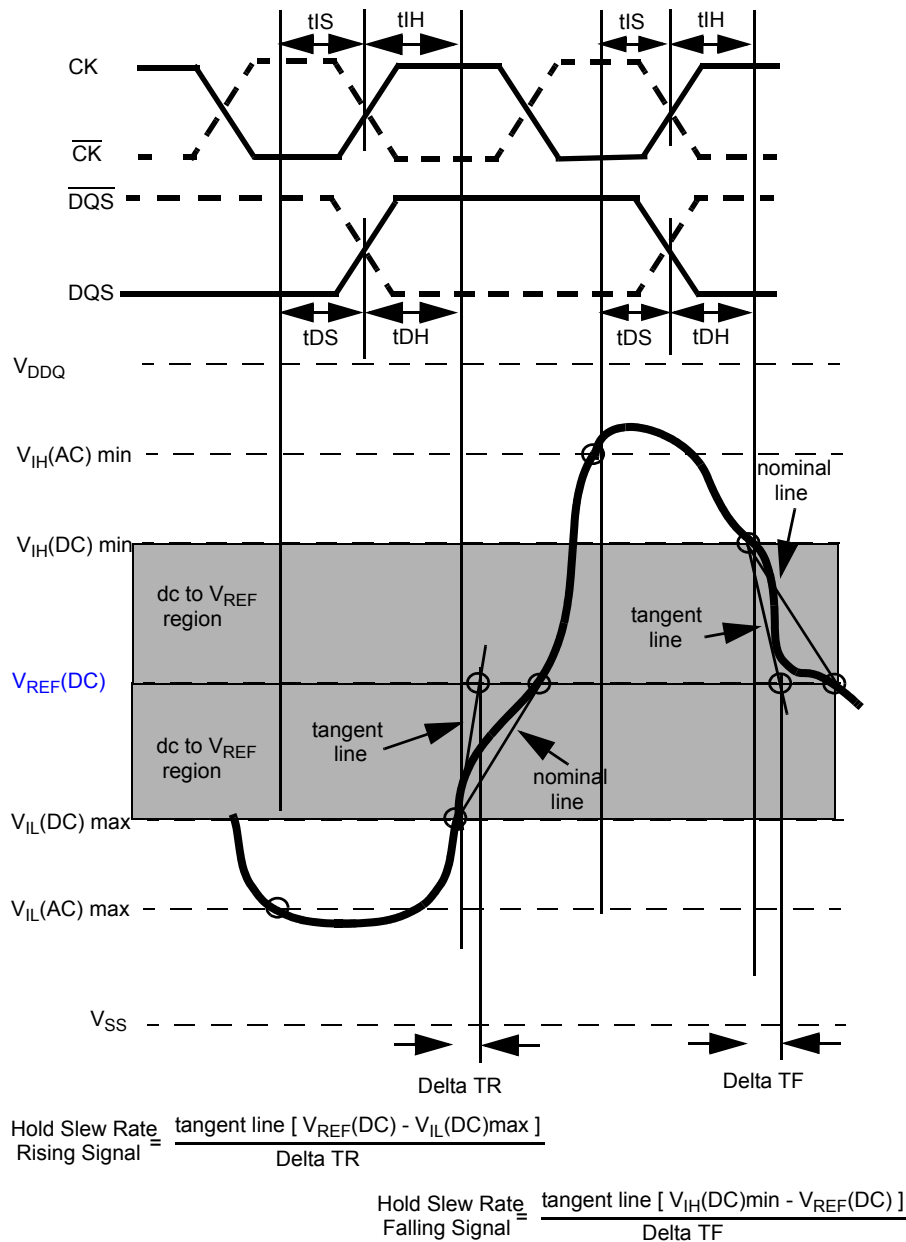 tIS tIH tIS tIH
CK
CK
DQS
DQS
tDS tDH tDS tDH
VDDQ
VIH(AC) min
nominal
line
VIH(DC) min
dc to VREF
region
tangent
line
VREF(DC)
tangent
line
dc to VREF
region
nominal
line
VIL(DC) max
VIL(AC) max
VSS
Delta TR Delta TF
Hold Slew Rate
Rising Signal
=
tangent line [ VREF(DC) - VIL(DC)max ]
Delta TR
Hold Slew Rate
Falling Signal
=
tangent line [ VIH(DC)min - VREF(DC) ]
Delta TF